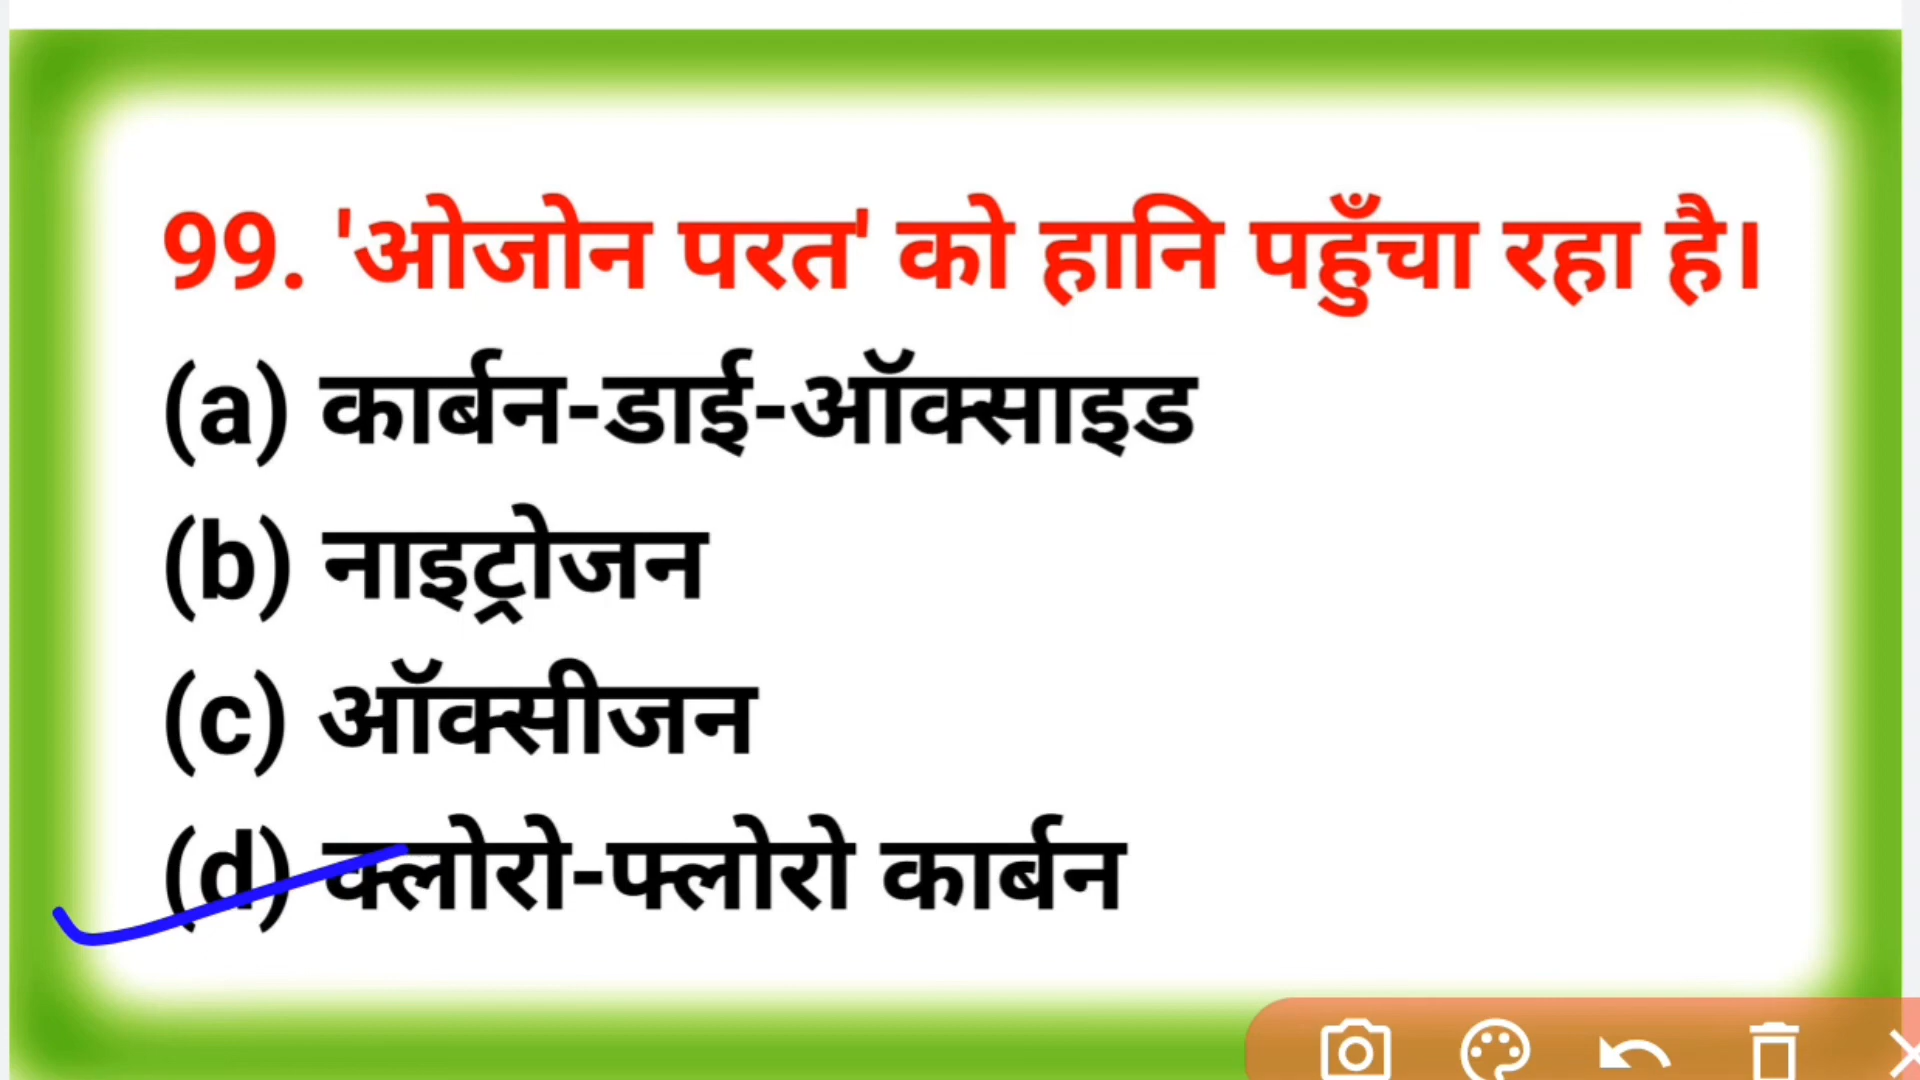 99. 'ओजोन परत' को हानि पहुँचा रहा है।
(a) कार्बन-डाई-ऑक्साइड
(b) नाइट्रोजन
(c) ऑक्सीजन
(d) क्लोरो-फ्लोरो कार्बन